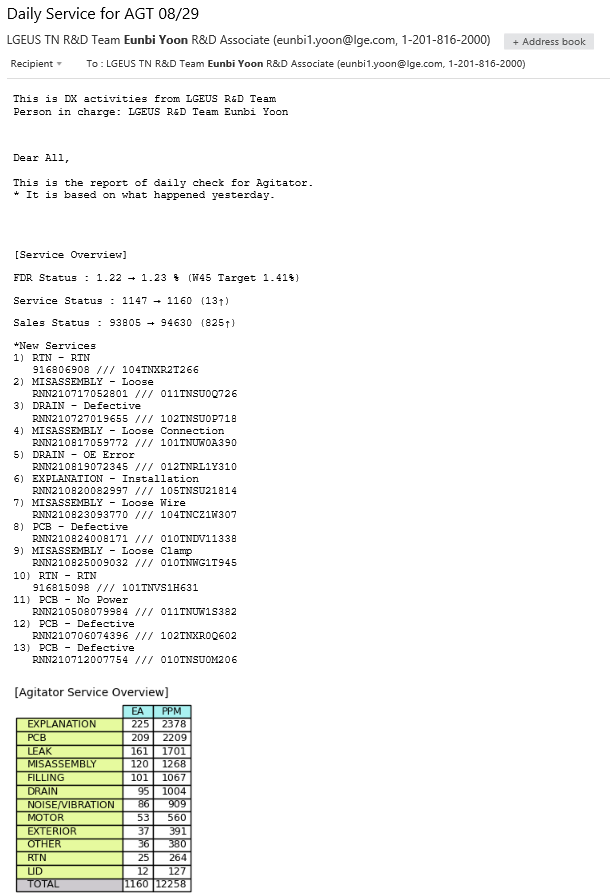 Daily Service for AGT 08/29
LGEUS TN R&D Team Eunbi Yoon R&D Associate (eunbi1.yoon@lge.com, 1-201-816-2000) + Address book
Recipient To : LGEUS TN R&D Team Eunbi Yoon R&D Associate (eunbi1.yoon@lge.com, 1-201-816-2000)
This is DX activities from LGEUS R&D Team
Person in charge: LGEUS R&D Team Eunbi Yoon
Dear All,
This is the report of daily check for Agitator.
* It is based on what happened yesterday.
[Service Overview]
FDR Status : 1.22 → 1.23 % (W45 Target 1.41%)
Service Status : 1147 → 1160 (13↑)
Sales Status : 93805 → 94630 (825↑)
*New Services
1) RTN - RTN
916806908 /// 104TNXR2T266
2) MISASSEMBLY - Loose
RNN210717052801 /// 011TNSU0Q726
3) DRAIN - Defective
RNN210727019655 /// 102TNSU0P718
4) MISASSEMBLY - Loose Connection
RNN210817059772 /// 101TNUW0A390
5) DRAIN - OE Error
RNN210819072345 /// 012TNRL1Y310
6) EXPLANATION - Installation
RNN210820082997 /// 105TNSU21814
7) MISASSEMBLY - Loose Wire
RNN210823093770 /// 104TNCZ1W307
8) PCB - Defective
RNN210824008171 /// 010TNDV11338
9) MISASSEMBLY - Loose Clamp
RNN210825009032 /// 010TNWG1T945
10) RTN - RTN
916815098 /// 101TNVS1H631
11) PCB - No Power
RNN210508079984 /// 011TNUW1S382
12) PCB - Defective
RNN210706074396 /// 102TNXR0Q602
13) PCB - Defective
RNN210712007754 /// 010TNSU0M206
[Agitator Service Overview]
EA PPM
EXPLANATION 225 2378
PCB 209 2209
LEAK 161 1701
MISASSEMBLY 120 1268
FILLING 101 1067
DRAIN 95 1004
NOISE/VIBRATION 86 909
MOTOR 53 560
EXTERIOR 37 391
OTHER 36 380
RTN 25 264
LID 12 127
TOTAL 1160 12258